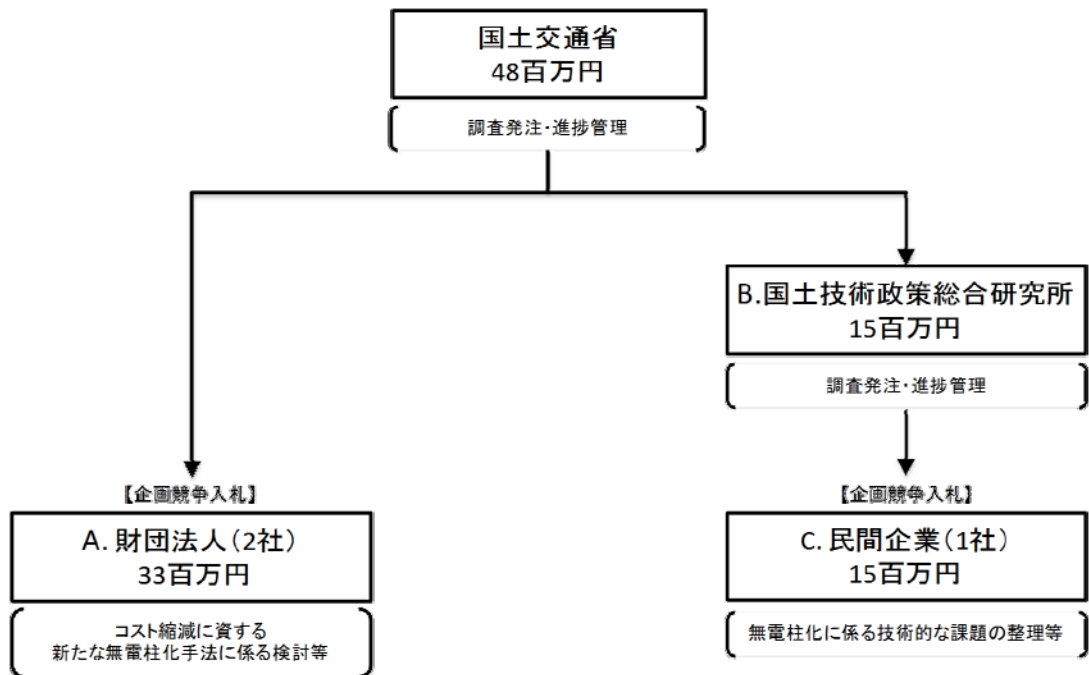 国土交通省
48百万円
調査発注・進捗管理
B.国土技術政策総合研究所
15百万円
調査発注・進捗管理
【企画競争入札】
A. 財団法人(2社)
33百万円
コスト縮減に資する
新たな無電柱化手法に係る検討等
【企画競争入札】
C. 民間企業(1社)
15百万円
無電柱化に係る技術的な課題の整理等